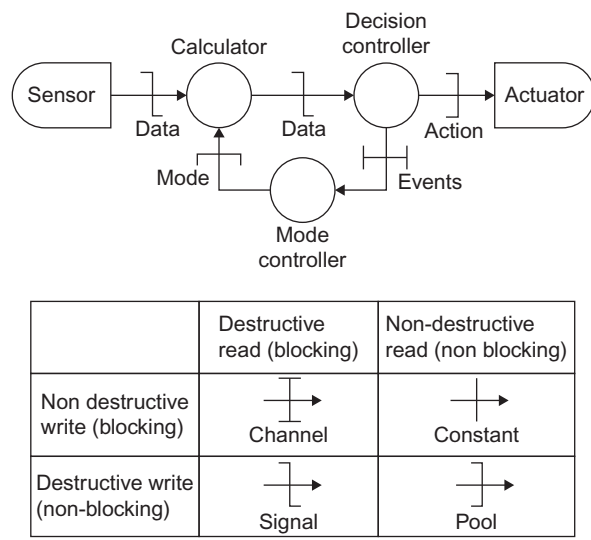 Calculator
Decision
controller
Sensor
Actuator
Data
Data
Action
Mode
Events
Mode
controller
Destructive
read (blocking)
Non-destructive
read (non blocking)
Non destructive
write (blocking)
Channel
Constant
Destructive write
(non-blocking)
Signal
Pool